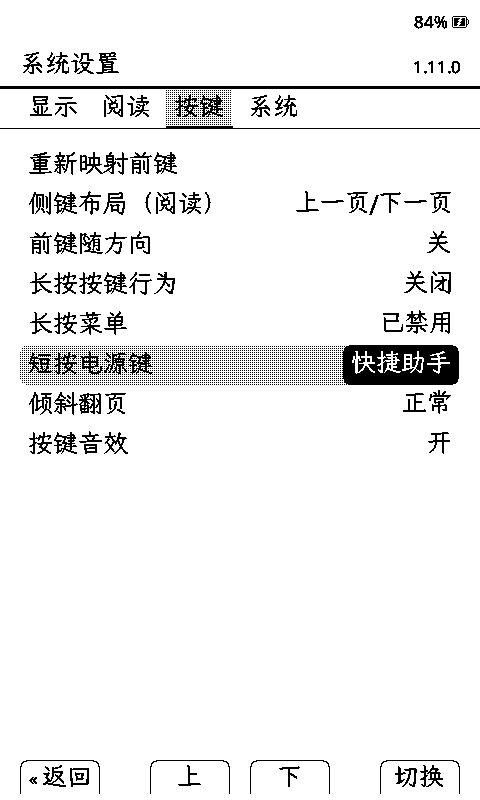 84%
系统设置 1.11.0
显示 阅读 按键 系统
重新映射前键
侧键布局（阅读） 上一页/下一页
前键随方向 关
长按按键行为 关闭
长按菜单 已禁用
短按电源键 快捷助手
倾斜翻页 正常
按键音效 开
« 返回 上 下 切换